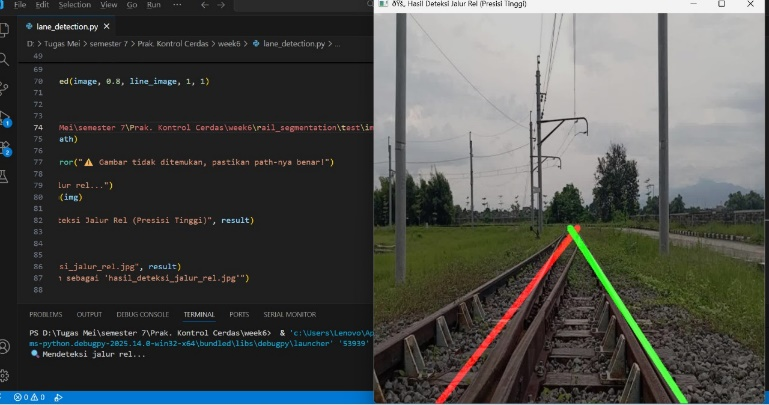 File Edit Selection View Go Run ···
lane_detection.py
D: > Tugas Mei > semester 7 > Prak. Kontrol Cerdas > week6 > lane_detection.py > ...
49
69
70 ed(image, 0.8, line_image, 1, 1)
71
72
73
74 Mei\semester 7\Prak. Kontrol Cerdas\week6\rail_segmentation\test\im
75 ath)
76
77 ror("⚠️ Gambar tidak ditemukan, pastikan path-nya benar!")
78
79 lur rel...")
80 (img)
81
82 teksi Jalur Rel (Presisi Tinggi)", result)
83
84
85
86 si_jalur_rel.jpg", result)
87 sebagai 'hasil_deteksi_jalur_rel.jpg'")
88
PROBLEMS OUTPUT DEBUG CONSOLE TERMINAL PORTS SERIAL MONITOR
PS D:\Tugas Mei\semester 7\Prak. Kontrol Cerdas\week6> & 'c:\Users\Lenovo\Ap
ms-python.debugpy-2025.14.0-win32-x64\bundled\libs\debugpy\launcher' '53939'
Mendeteksi jalur rel...
0 0
Hasil Deteksi Jalur Rel (Presisi Tinggi)